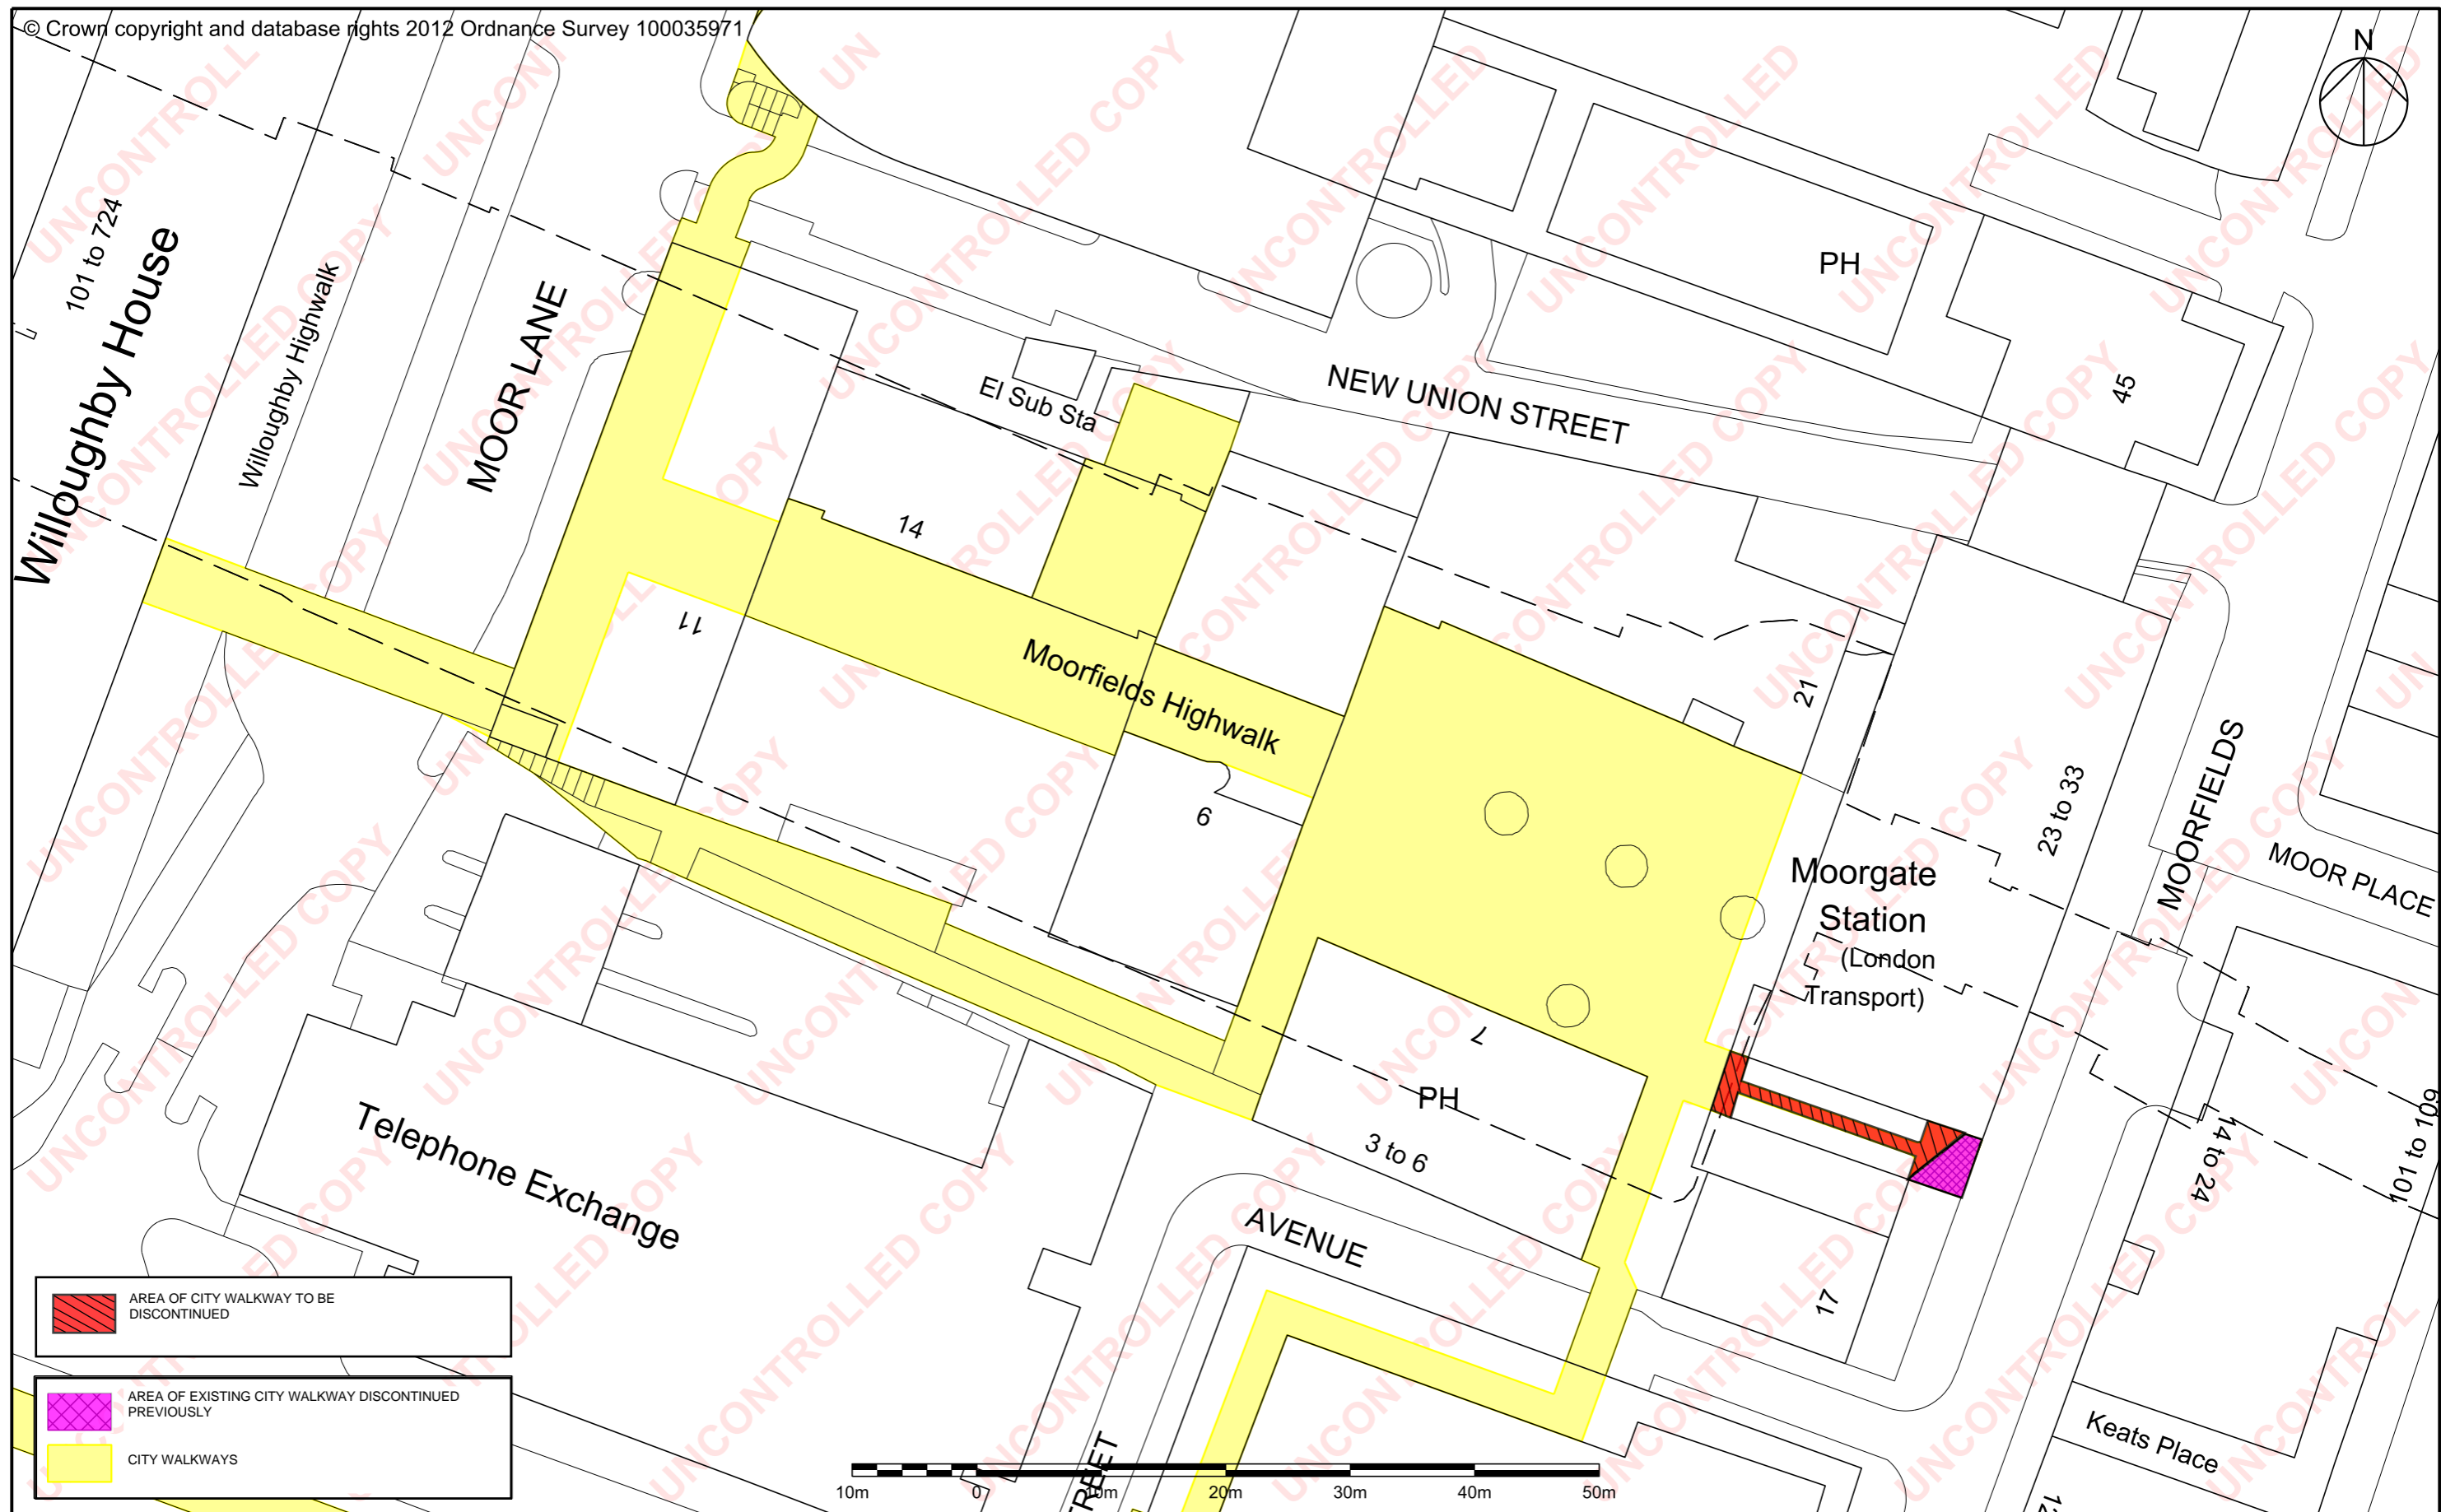 © Crown copyright and database rights 2012 Ordnance Survey 100035971
N
101 to 724
Willoughby House
Willoughby Highwalk
MOOR LANE
PH
El Sub Sta
NEW UNION STREET
45
14
11
Moorfields Highwalk
21
6
23 to 33
MOORFIELDS
MOOR PLACE
Moorgate
Station
(London
Transport)
7
PH
3 to 6
Telephone Exchange
AVENUE
14 to 24
101 to 109
17
Keats Place
AREA OF CITY WALKWAY TO BE
DISCONTINUED
AREA OF EXISTING CITY WALKWAY DISCONTINUED
PREVIOUSLY
CITY WALKWAYS
10m 0 10m 20m 30m 40m 50m
TREET
UNCONTROLLED COPY